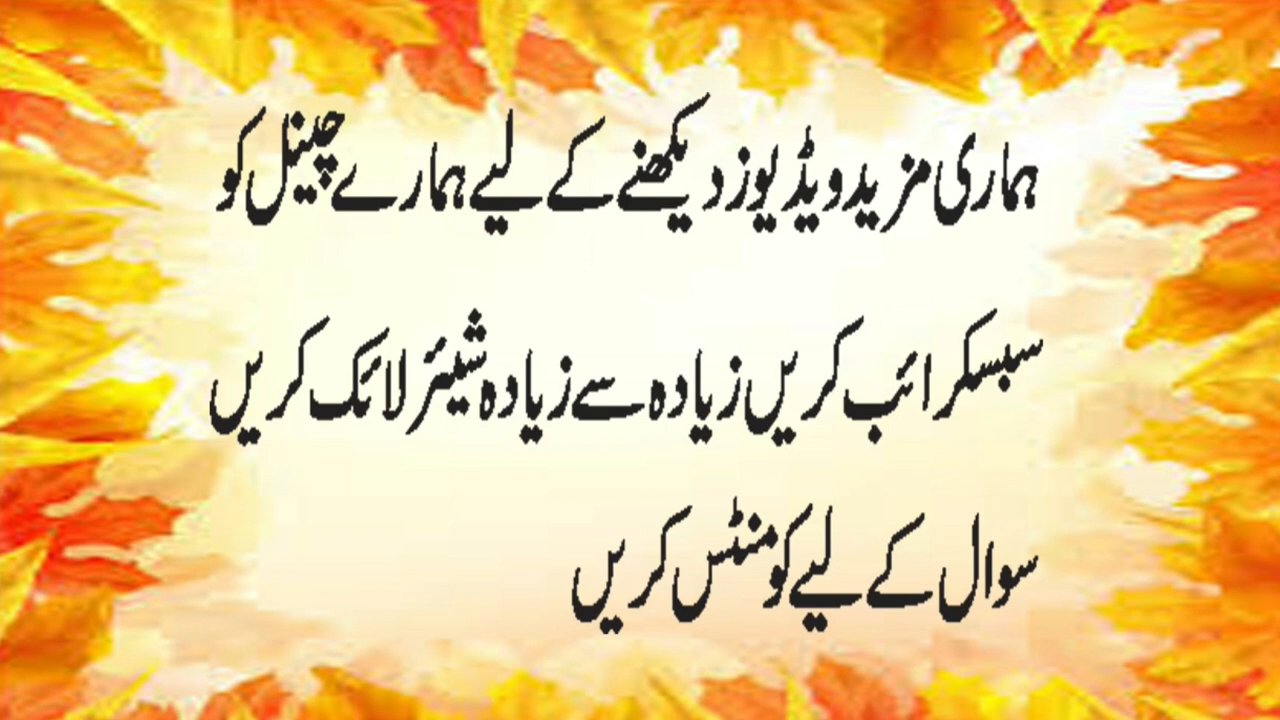 ہماری مزید ویڈیوز دیکھنے کے لیے ہمارے چینل کو
سبسکرائب کریں زیادہ سے زیادہ شیئر لائک کریں
سوال کے لیے کومنٹس کریں